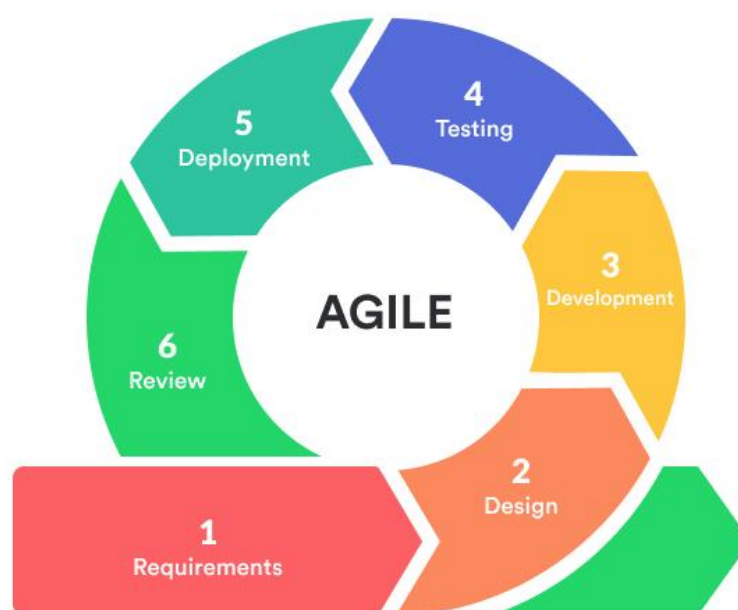 1
Requirements
2
Design
3
Development
4
Testing
5
Deployment
6
Review
AGILE